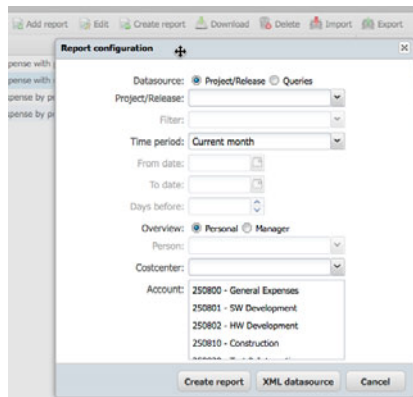 Add report Edit Create report Download Delete Import Export
Report configuration
pense with
pense with
pense by
pense by
Datasource: Project/Release Queries
Project/Release:
Filter:
Time period: Current month
From date:
To date:
Days before:
Overview: Personal Manager
Person:
Costcenter:
Account: 250800 - General Expenses
250801 - SW Development
250802 - HW Development
250810 - Construction
Create report XML datasource Cancel